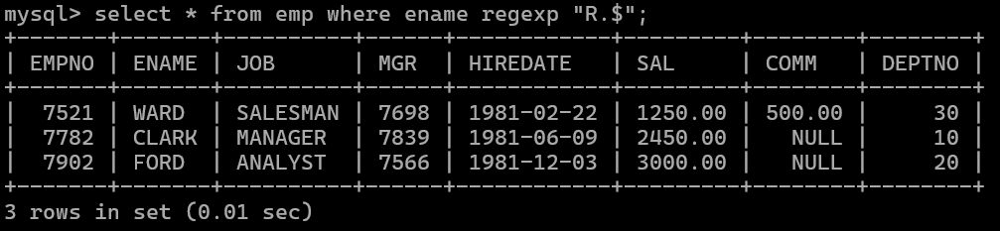 mysql> select * from emp where ename regexp "R.$";
+-------+-------+----------+------+------------+---------+--------+--------+
| EMPNO | ENAME | JOB      | MGR  | HIREDATE   | SAL     | COMM   | DEPTNO |
+-------+-------+----------+------+------------+---------+--------+--------+
|  7521 | WARD  | SALESMAN | 7698 | 1981-02-22 | 1250.00 | 500.00 |     30 |
|  7782 | CLARK | MANAGER  | 7839 | 1981-06-09 | 2450.00 |   NULL |     10 |
|  7902 | FORD  | ANALYST  | 7566 | 1981-12-03 | 3000.00 |   NULL |     20 |
+-------+-------+----------+------+------------+---------+--------+--------+
3 rows in set (0.01 sec)